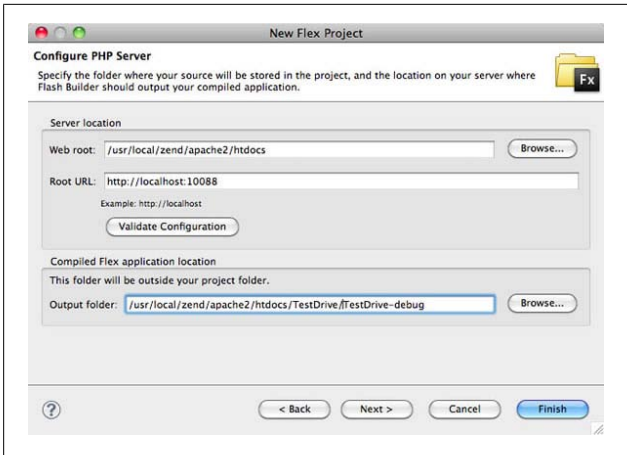 New Flex Project
Configure PHP Server
Specify the folder where your source will be stored in the project, and the location on your server where
Flash Builder should output your compiled application.
Fx
Server location
Web root: /usr/local/zend/apache2/htdocs Browse...
Root URL: http://localhost:10088
Example: http://localhost
Validate Configuration
Compiled Flex application location
This folder will be outside your project folder.
Output folder: /usr/local/zend/apache2/htdocs/TestDrive/TestDrive-debug Browse...
? < Back Next > Cancel Finish